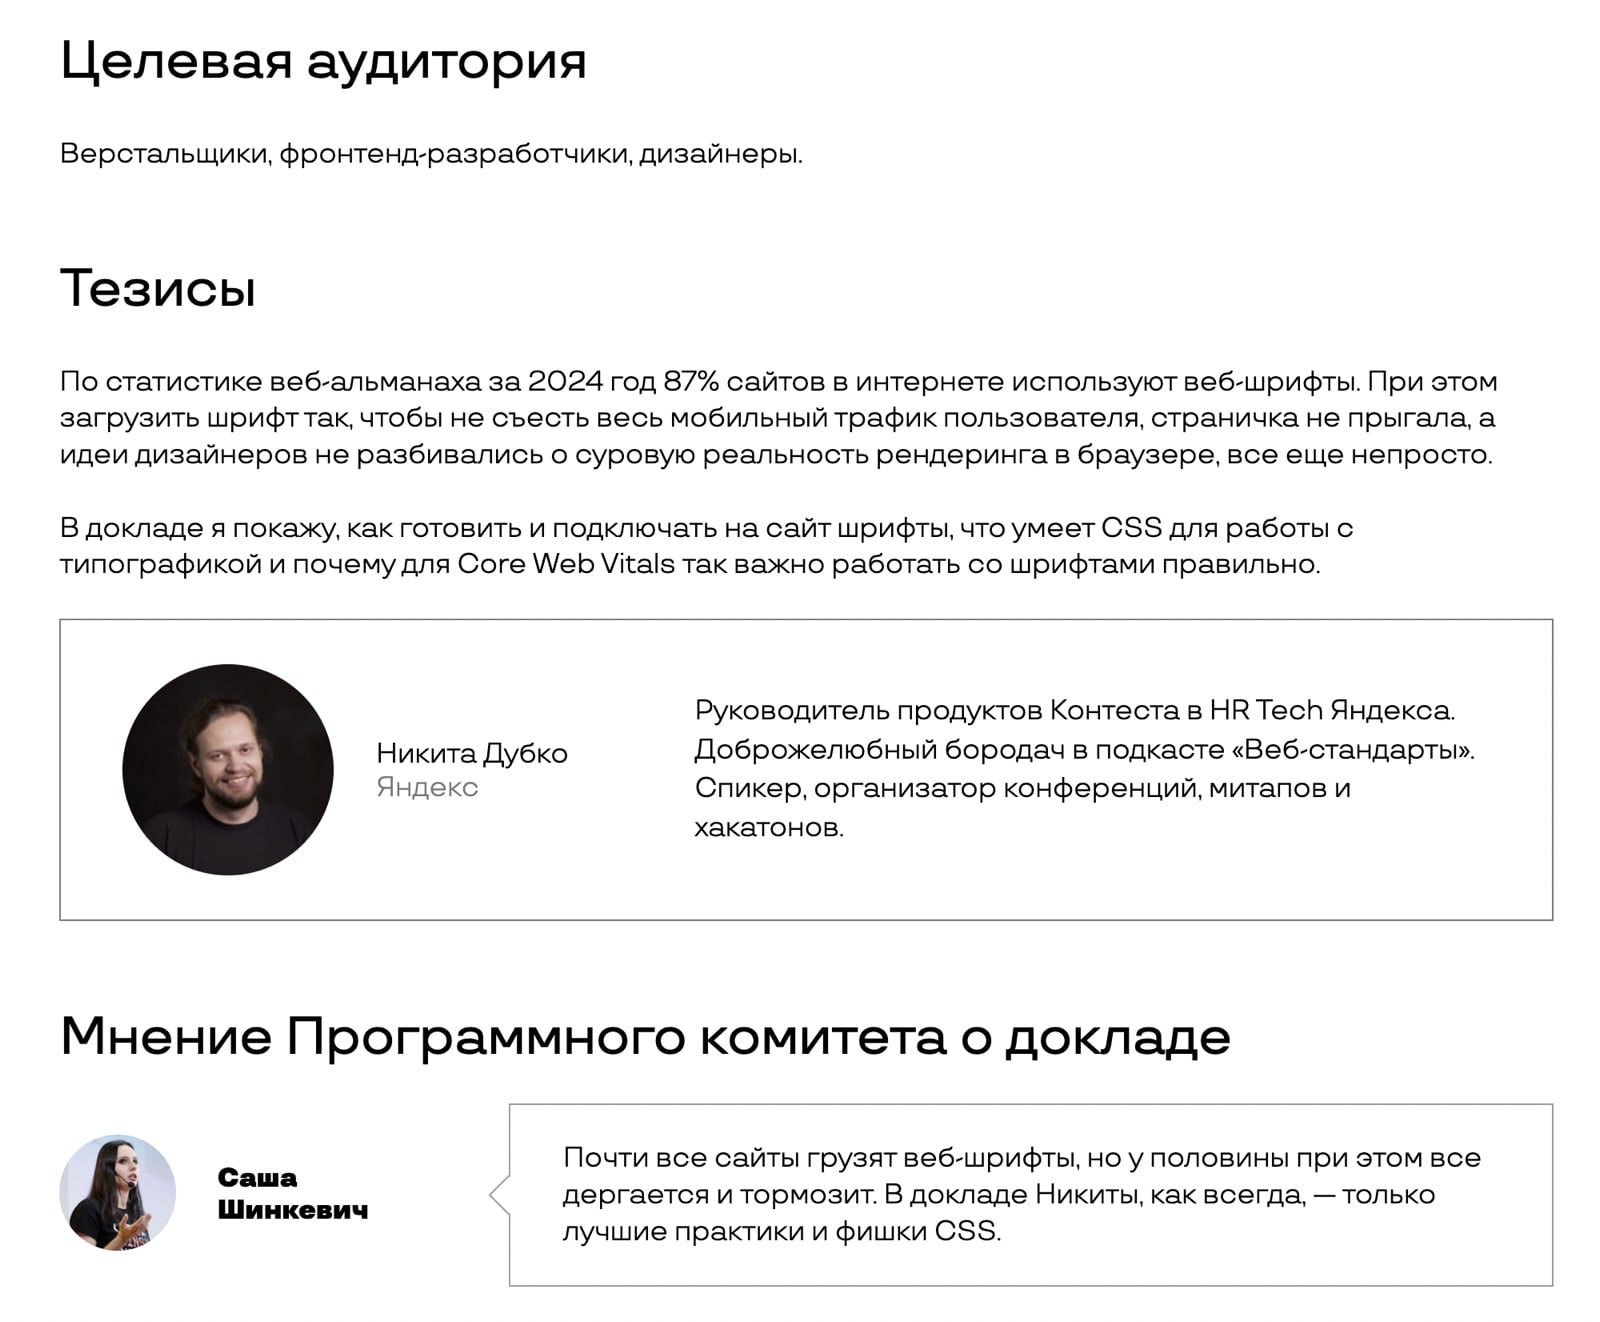 Целевая аудитория
Верстальщики, фронтенд-разработчики, дизайнеры.
Тезисы
По статистике веб-альманаха за 2024 год 87% сайтов в интернете используют веб-шрифты. При этом
загрузить шрифт так, чтобы не съесть весь мобильный трафик пользователя, страничка не прыгала, а
идеи дизайнеров не разбивались о суровую реальность рендеринга в браузере, все еще непросто.
В докладе я покажу, как готовить и подключать на сайт шрифты, что умеет CSS для работы с
типографикой и почему для Core Web Vitals так важно работать со шрифтами правильно.
Никита Дубко
Яндекс
Руководитель продуктов Контеста в HR Tech Яндекса.
Доброжелюбный бородач в подкасте «Веб-стандарты».
Спикер, организатор конференций, митапов и
хакатонов.
Мнение Программного комитета о докладе
Саша
Шинкевич
Почти все сайты грузят веб-шрифты, но у половины при этом все
дергается и тормозит. В докладе Никиты, как всегда, — только
лучшие практики и фишки CSS.